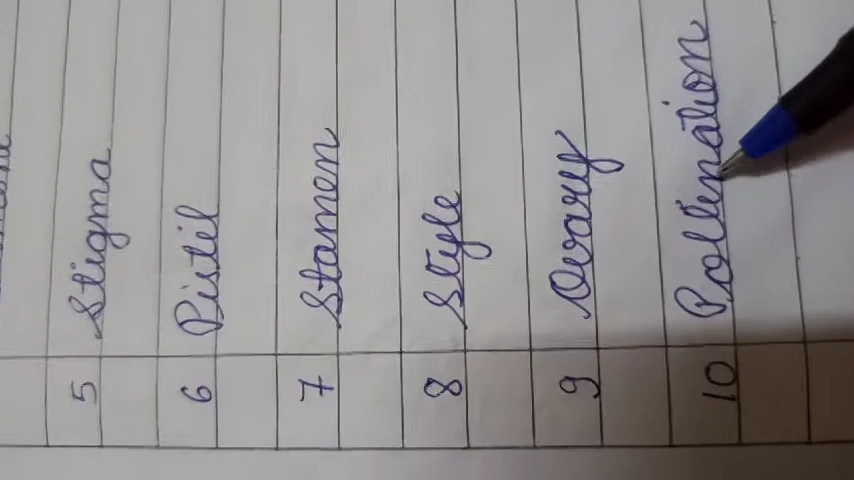 5 Stigma
6 Pistil
7 Stamen
8 Style
9 Ovary
10 Pollination